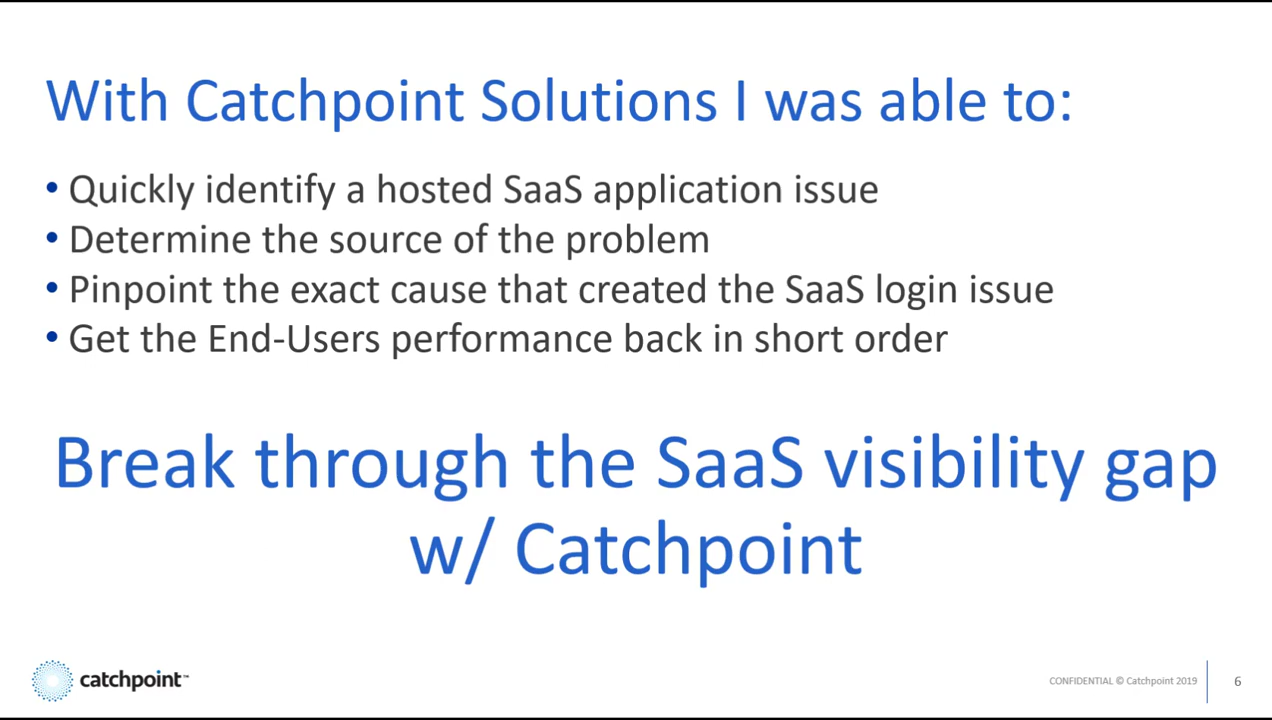 With Catchpoint Solutions I was able to:
• Quickly identify a hosted SaaS application issue
• Determine the source of the problem
• Pinpoint the exact cause that created the SaaS login issue
• Get the End-Users performance back in short order
Break through the SaaS visibility gap
w/ Catchpoint
catchpoint™
CONFIDENTIAL © Catchpoint 2019
6